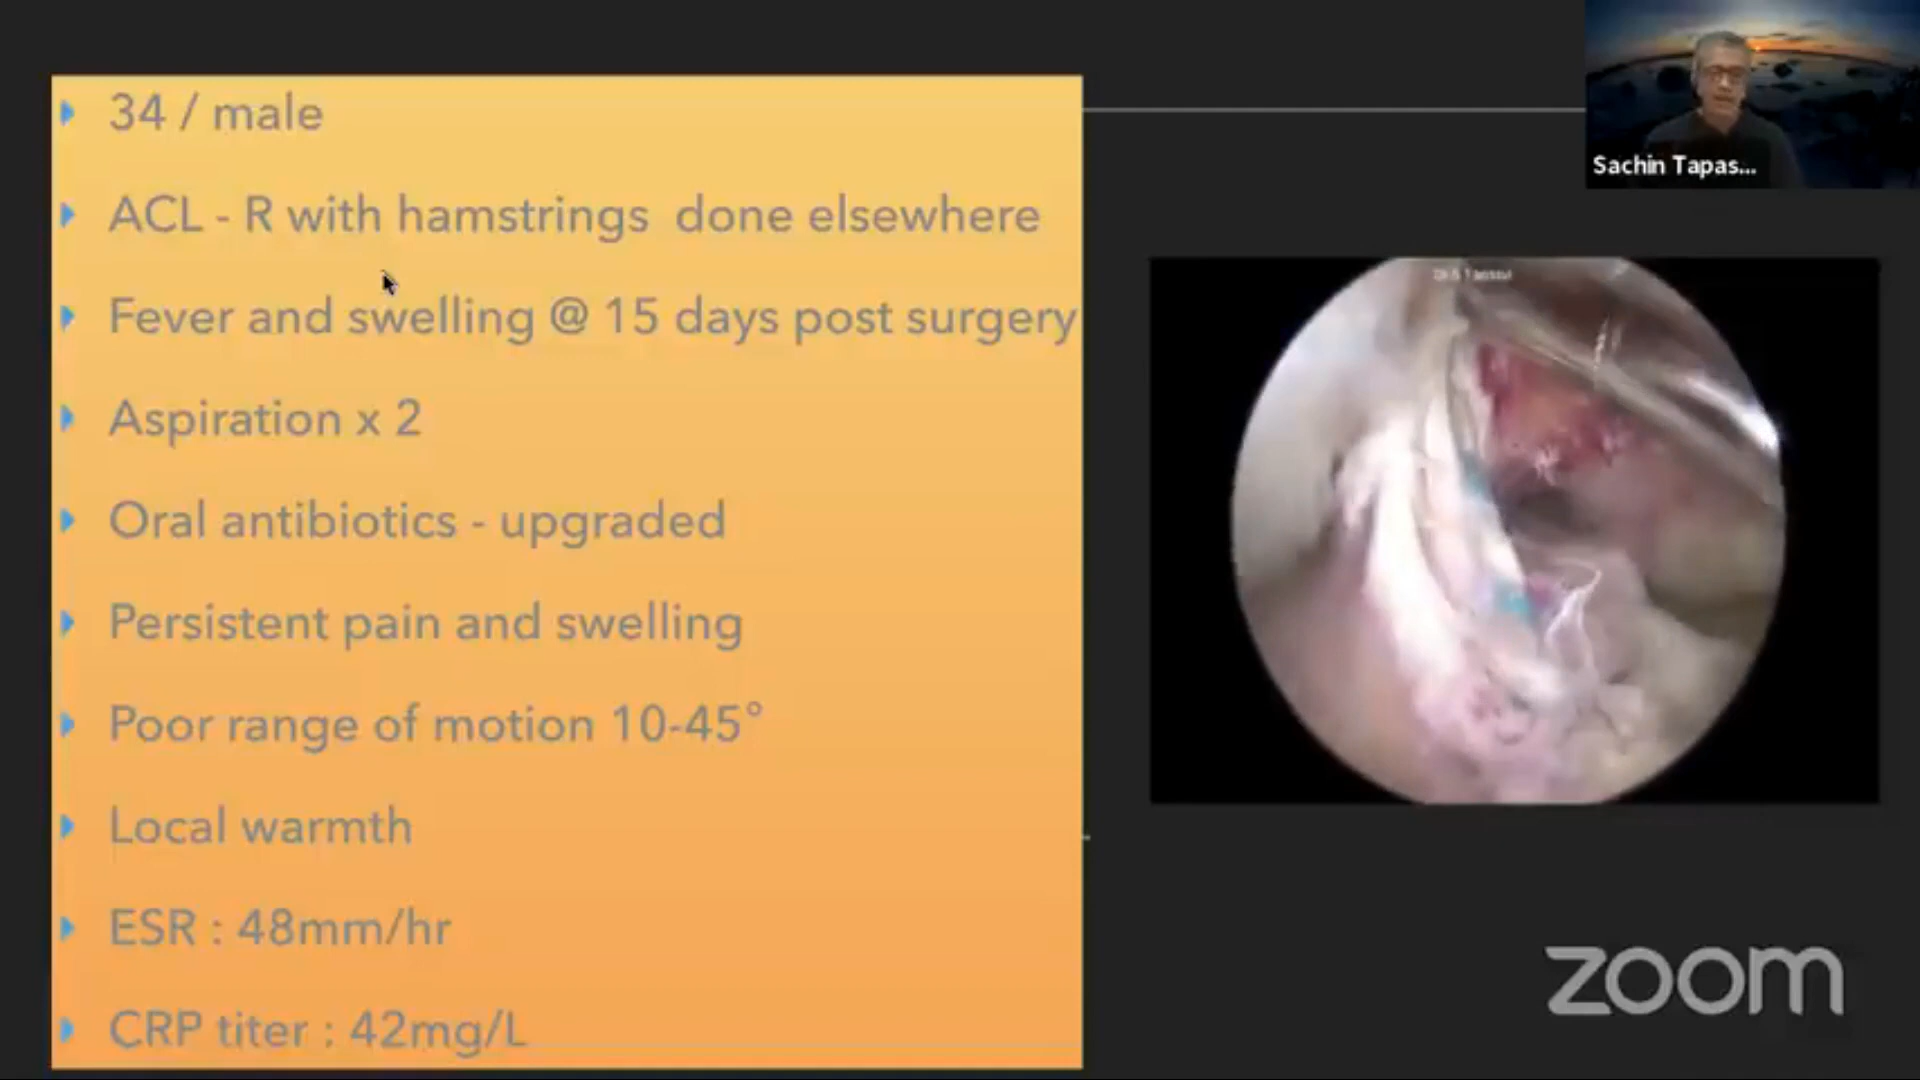 34 / male
ACL - R with hamstrings done elsewhere
Fever and swelling @ 15 days post surgery
Aspiration x 2
Oral antibiotics - upgraded
Persistent pain and swelling
Poor range of motion 10-45°
Local warmth
ESR : 48mm/hr
CRP titer : 42mg/L
Sachin Tapas...
zoom